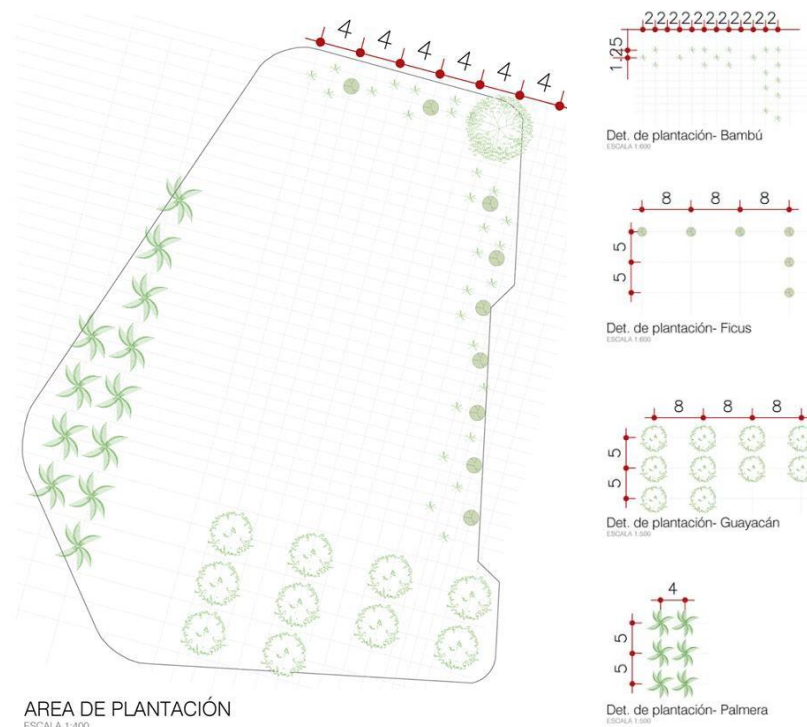 4 4 4 4 4 4
AREA DE PLANTACIÓN
ESCALA 1:400
2 2 2 2 2 2 2 2 2 2 2
1.25
Det. de plantación- Bambú
ESCALA 1:600
8 8 8
5
5
Det. de plantación- Ficus
ESCALA 1:600
8 8 8
5
5
Det. de plantación- Guayacán
ESCALA 1:500
4
5
5
Det. de plantación- Palmera
ESCALA 1:500